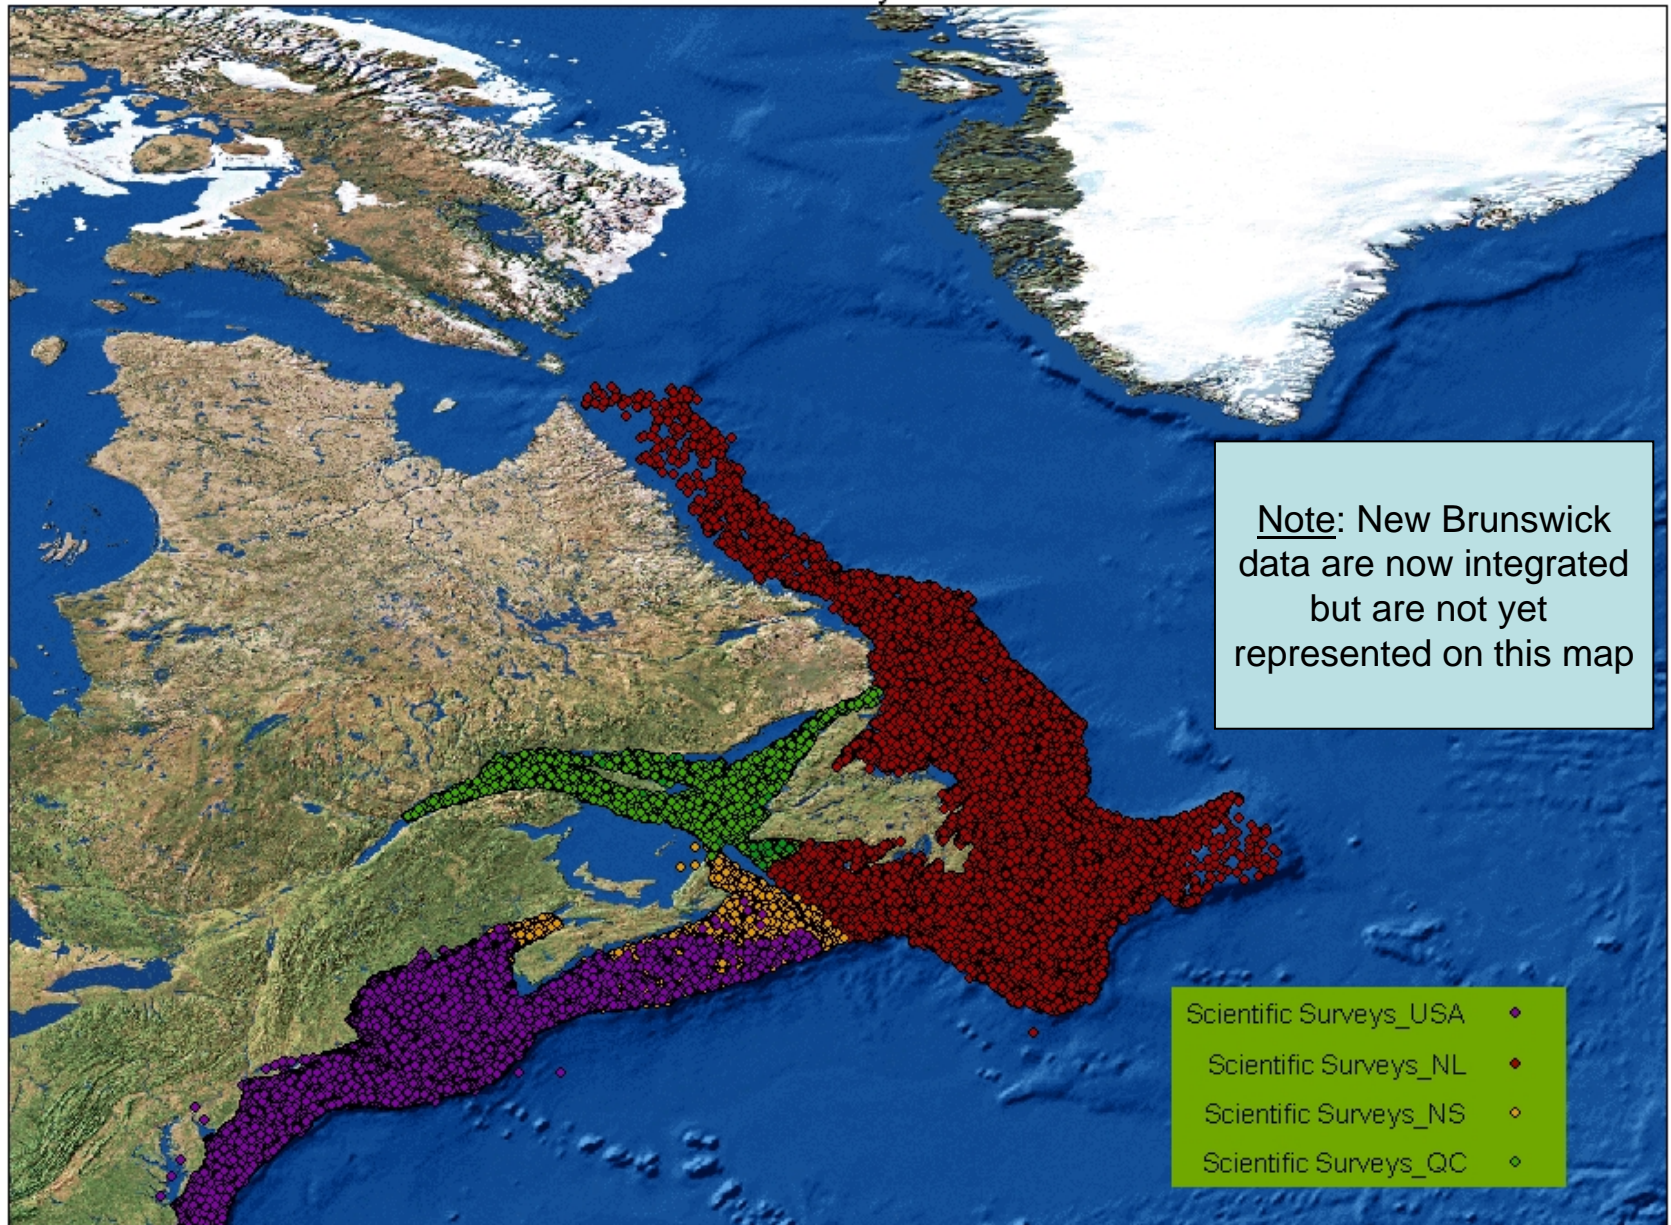 Note: New Brunswick
data are now integrated
but are not yet
represented on this map
Scientific Surveys_USA
Scientific Surveys_NL
Scientific Surveys_NS
Scientific Surveys_QC